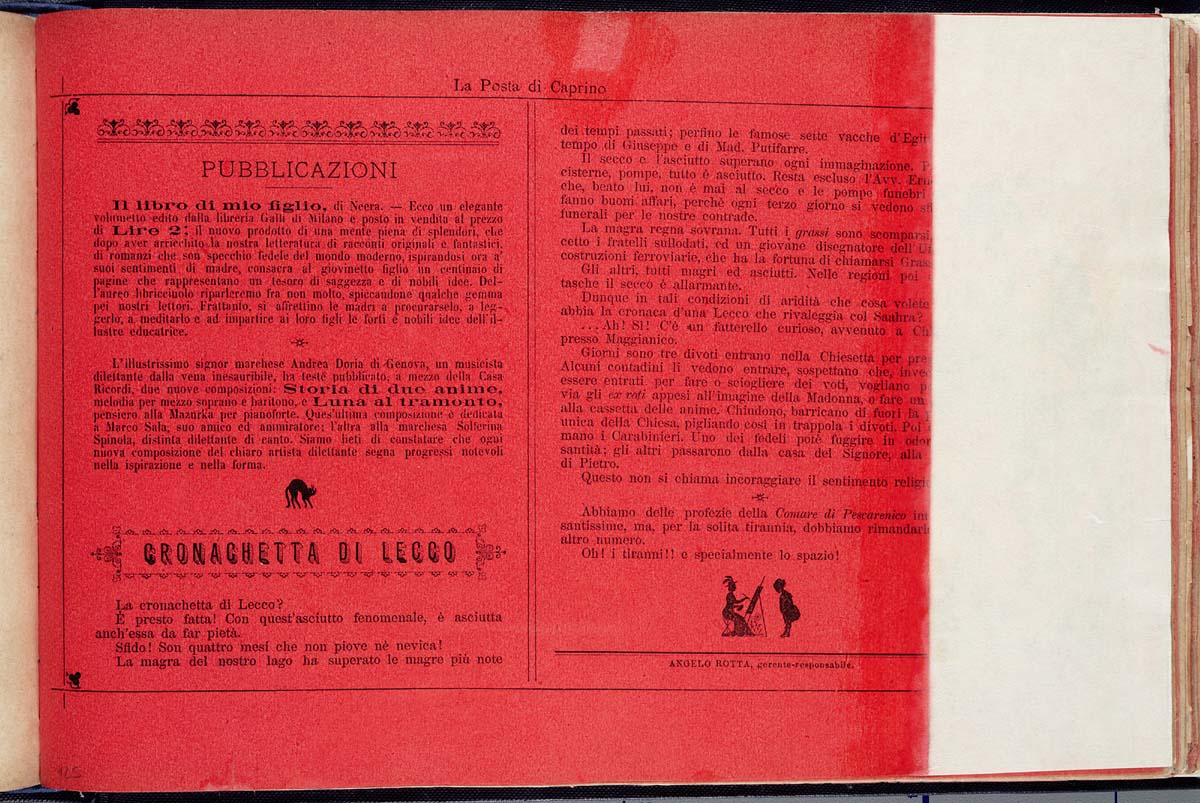 La Posta di Caprino
PUBBLICAZIONI
Il libro di mio figlio, di Neera. — Ecco un elegante
volumetto edito dalla libreria Galli di Milano e posto in vendita al prezzo
di Lire 2; il nuovo prodotto di una mente piena di splendori, che
dopo aver arricchito la nostra letteratura di racconti originali e fantastici,
di romanzi che son specchio fedele del mondo moderno, ispirandosi ora a'
suoi sentimenti di madre, consacra al giovinetto figlio un centinaio di
pagine che rappresentano un tesoro di saggezza e di nobili idee. Del-
l'aureo libricciuolo riparleremo fra non molto, spiccandone qualche gemma
pei nostri lettori. Frattanto, si affrettino le madri a procurarselo, a leg-
gerlo, a meditarlo e ad impartire ai loro figli le forti e nobili idee dell'il-
lustre educatrice.
L'illustrissimo signor marchese Andrea Doria di Genova, un musicista
dilettante dalla vena inesauribile, ha testé pubblicato, a mezzo della Casa
Ricordi, due nuove composizioni: Storia di due anime,
melodia per mezzo soprano e baritono, e Luna al tramonto,
pensiero alla Mazurka per pianoforte. Ques'ultima composizione è dedicata
a Marco Sala, suo amico ed ammiratore; l'altra alla marchesa Solferina
Spinola, distinta dilettante di canto. Siamo lieti di constatare che ogni
nuova composizione del chiaro artista dilettante segna progressi notevoli
nella ispirazione e nella forma.
CRONACHETTA DI LECCO
La cronachetta di Lecco?
È presto fatta! Con quest'asciutto fenomenale, è asciutta
anch'essa da far pietà.
Sfido! Son quattro mesi che non piove nè nevica!
La magra del nostro lago ha superato le magre più note
dei tempi passati; perfino le famose sette vacche d'Egit
tempo di Giuseppe e di Mad. Putifarre.
Il secco e l'asciutto superano ogni immaginazione. P
cisterne, pompe, tutto è asciutto. Resta escluso l'Avv. Ern
che, beato lui, non è mai al secco e le pompe funebri
fanno buoni affari, perchè ogni terzo giorno si vedono sfi
funerali per le nostre contrade.
La magra regna sovrana. Tutti i grassi sono scomparsi,
cetto i fratelli sullodati, ed un giovane disegnatore dell'U
costruzioni ferroviarie, che ha la fortuna di chiamarsi Grass
Gli altri, tutti magri ed asciutti. Nelle regioni poi
tasche il secco è allarmante.
Dunque in tali condizioni di aridità che cosa volete
abbia la cronaca d'una Lecco che rivaleggia col Saahra?
. . . Ah! Sì! C'è un fatterello curioso, avvenuto a Ch
presso Maggianico.
Giorni sono tre divoti entrano nella Chiesetta per pre
Alcuni contadini li vedono entrare, sospettano che, inve
essere entrati per fare o sciogliere dei voti, vogliano p
via gli ex voti appesi all'imagine della Madonna, o fare un
alla cassetta delle anime. Chiudono, barricano di fuori la
unica della Chiesa, pigliando così in trappola i divoti. Poi
mano i Carabinieri. Uno dei fedeli potè fuggire in odor
santità; gli altri passarono dalla casa del Signore, alla
di Pietro.
Questo non si chiama incoraggiare il sentimento religio
Abbiamo delle profezie della Comare di Pescarenico im
santissime, ma, per la solita tirannia, dobbiamo rimandarle
altro numero.
Oh! i tiranni!! e specialmente lo spazio!
ANGELO ROTTA, gerente-responsabile.
125